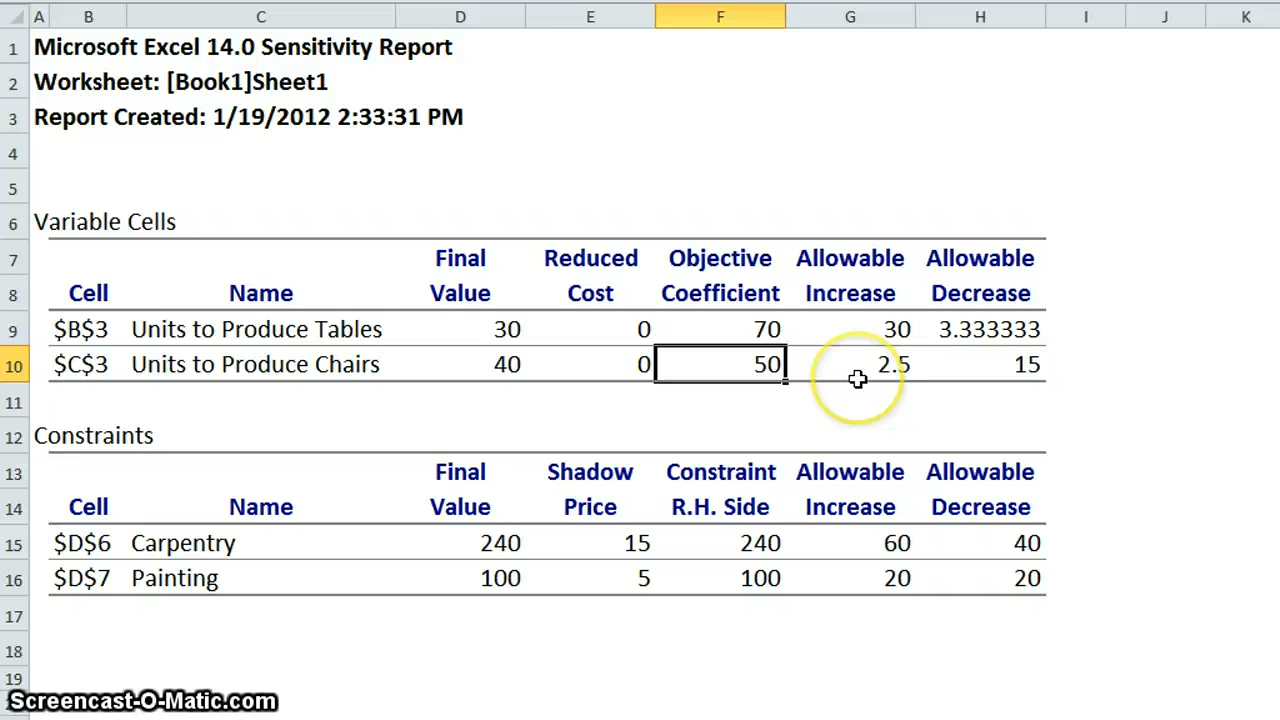 A B C D E F G H I J K
1 Microsoft Excel 14.0 Sensitivity Report
2 Worksheet: [Book1]Sheet1
3 Report Created: 1/19/2012 2:33:31 PM
4
5
6 Variable Cells
7 Final Reduced Objective Allowable Allowable
8 Cell Name Value Cost Coefficient Increase Decrease
9 $B$3 Units to Produce Tables 30 0 70 30 3.333333
10 $C$3 Units to Produce Chairs 40 0 50 2.5 15
11
12 Constraints
13 Final Shadow Constraint Allowable Allowable
14 Cell Name Value Price R.H. Side Increase Decrease
15 $D$6 Carpentry 240 15 240 60 40
16 $D$7 Painting 100 5 100 20 20
17
18
19
Screencast-O-Matic.com